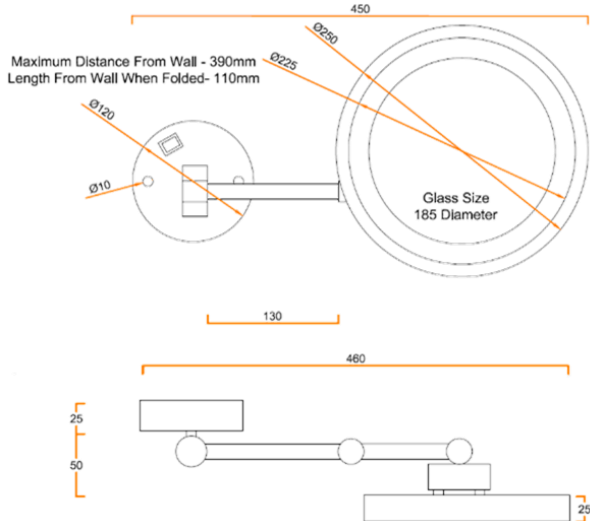 450
Maximum Distance From Wall - 390mm
Length From Wall When Folded- 110mm
Ø250
Ø225
Ø120
Ø10
Glass Size
185 Diameter
130
460
25
50
25